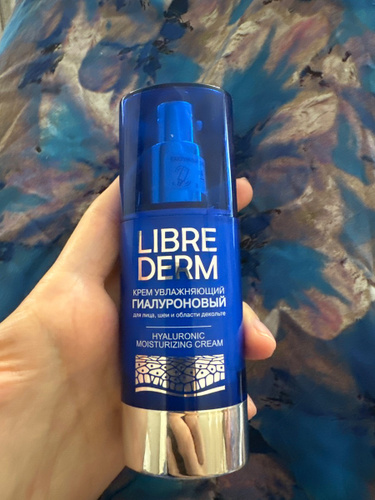 LIBRE
DERM
КРЕМ УВЛАЖНЯЮЩИЙ
ГИАЛУРОНОВЫЙ
для лица, шеи и области декольте
HYALURONIC
MOISTURIZING CREAM